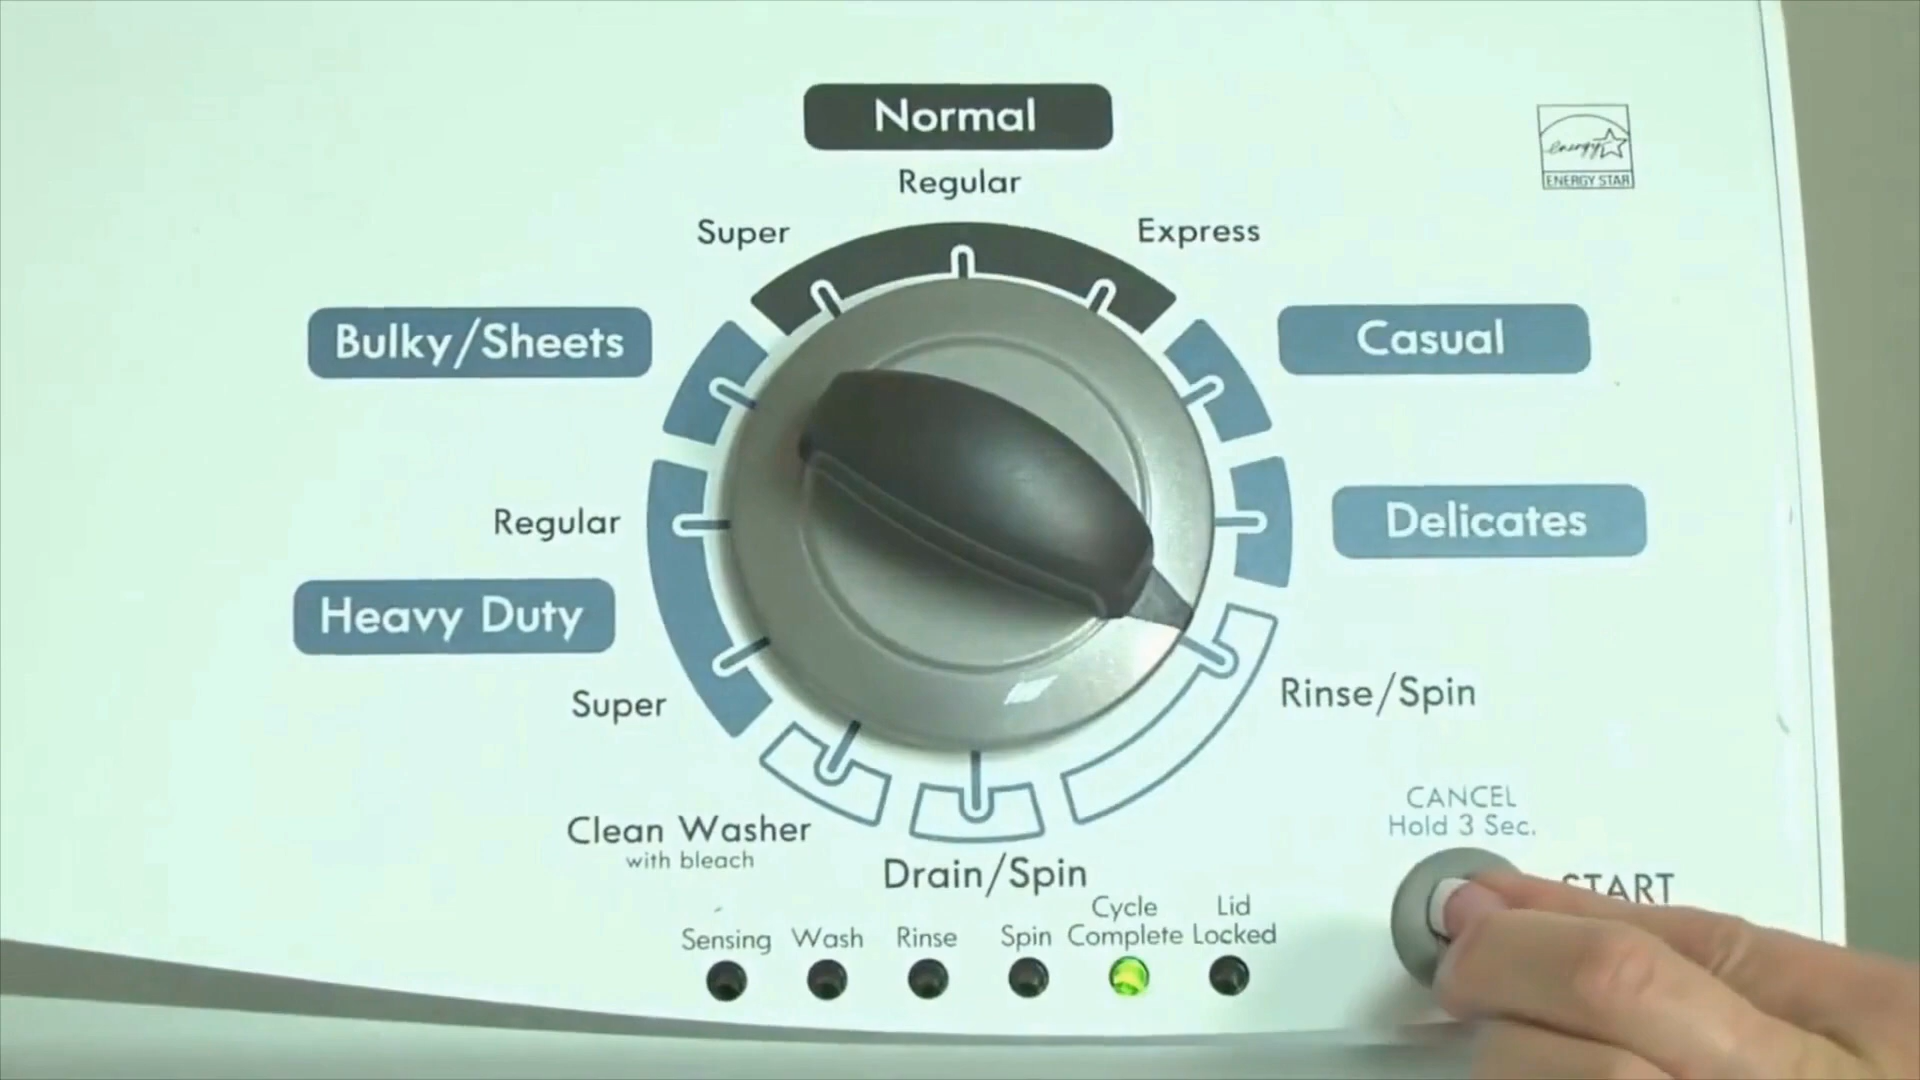 Normal
Regular
Super
Express
energy
ENERGY STAR
Bulky/Sheets
Casual
Regular
Delicates
Heavy Duty
Super
Rinse/Spin
CANCEL
Hold 3 Sec.
Clean Washer
with bleach
Drain/Spin
START
Sensing
Wash
Rinse
Spin
Cycle
Complete
Lid
Locked